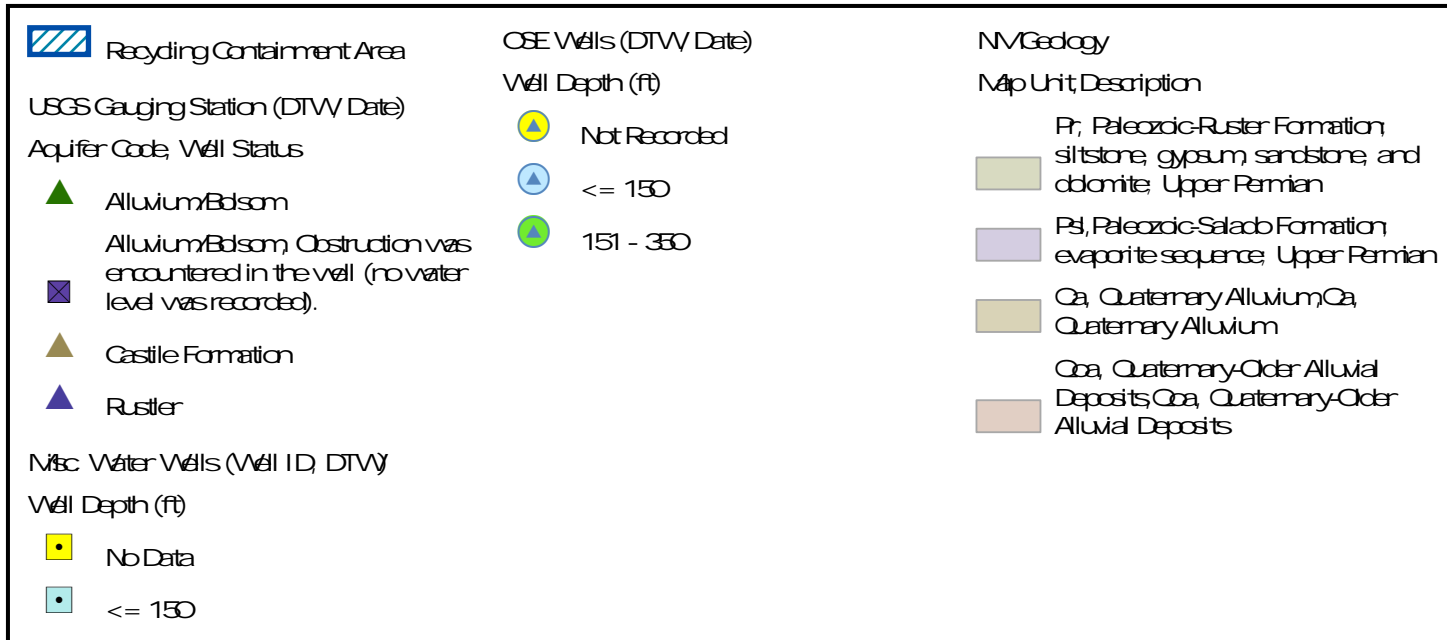 Recycling Containment Area
USGS Gauging Station (DTW, Date)
Aquifer Code, Well Status
Alluvium/Bolsom
Alluvium/Bolsom, Obstruction was
encountered in the well (no water
level was recorded).
Castile Formation
Rustler
Misc. Water Wells (Well ID, DTW)
Well Depth (ft)
No Data
<= 150
OSE Wells (DTW, Date)
Well Depth (ft)
Not Recorded
<= 150
151 - 350
NM Geology
Map Unit, Description
Pr, Paleozoic-Ruster Formation;
siltstone, gypsum, sandstone, and
dolomite; Upper Permian
Psl, Paleozoic-Salado Formation;
evaporite sequence; Upper Permian
Qa, Quaternary Alluvium,Qa,
Quaternary Alluvium
Qoa, Quaternary-Older Alluvial
Deposits,Qoa, Quaternary-Older
Alluvial Deposits